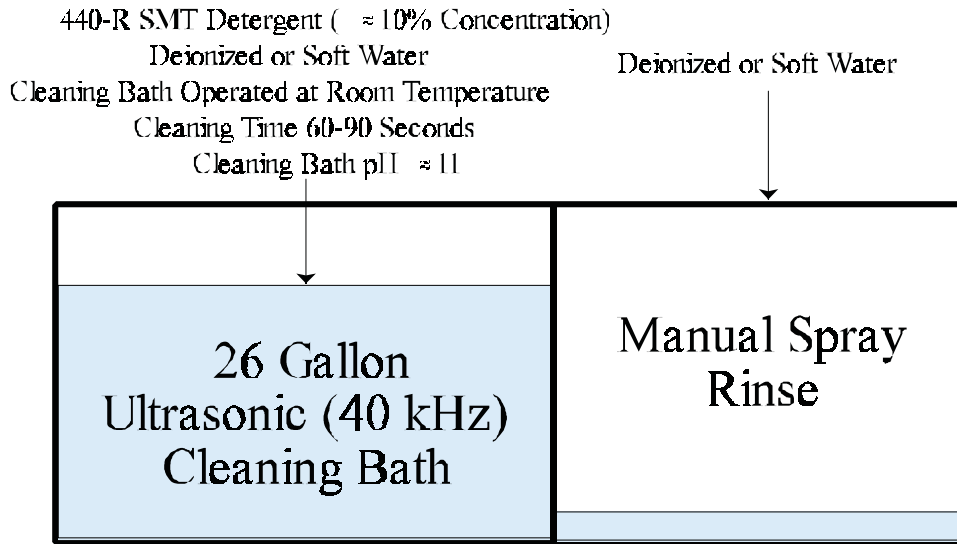 440-R SMT Detergent ( ≈10% Concentration)
Deionized or Soft Water
Cleaning Bath Operated at Room Temperature
Cleaning Time 60-90 Seconds
Cleaning Bath pH ≈11
Deionized or Soft Water
26 Gallon
Ultrasonic (40 kHz)
Cleaning Bath
Manual Spray
Rinse